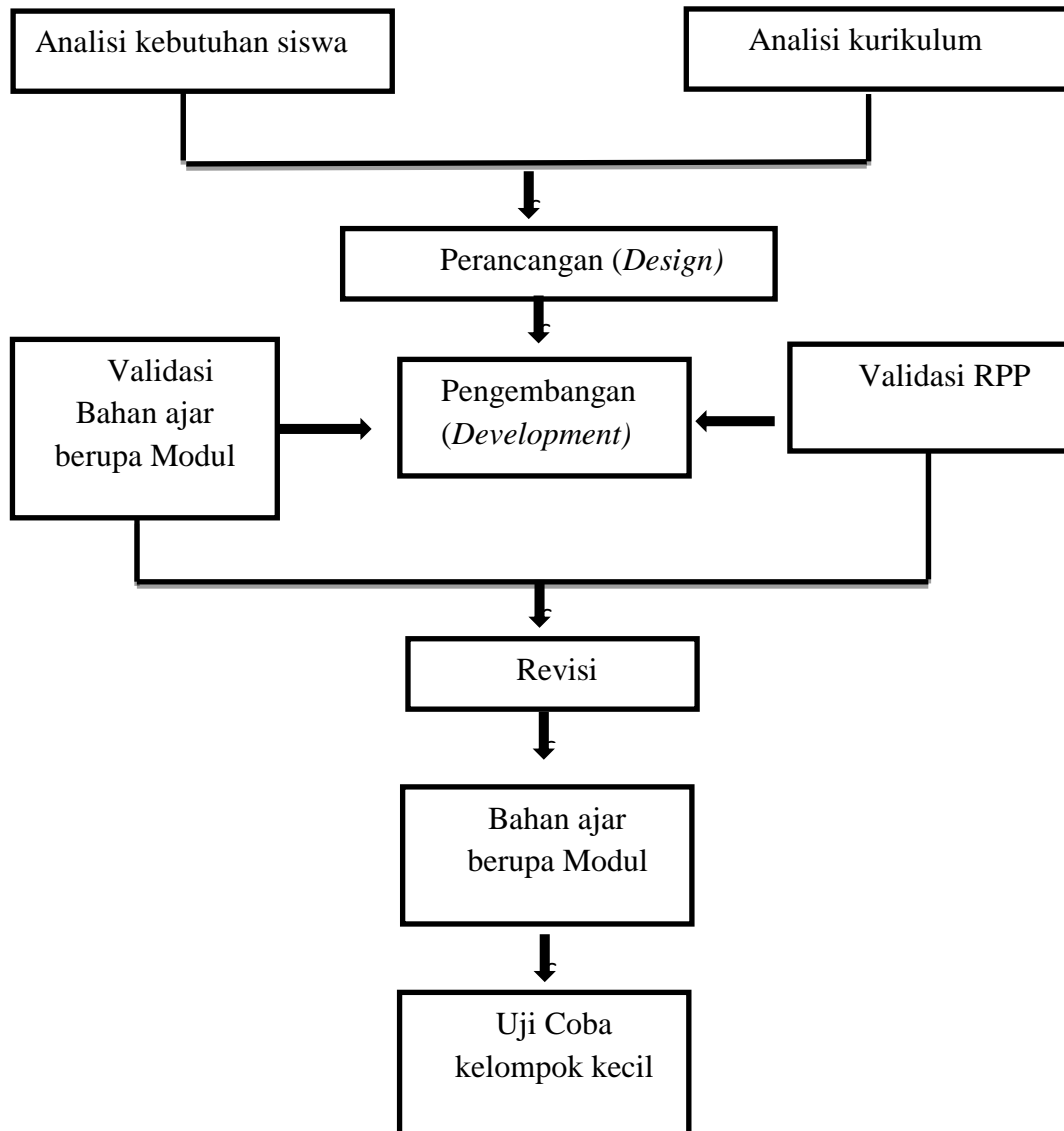 Analisi kebutuhan siswa
Analisi kurikulum
Perancangan (Design)
Validasi
Bahan ajar
berupa Modul
Pengembangan
(Development)
Validasi RPP
Revisi
Bahan ajar
berupa Modul
Uji Coba
kelompok kecil